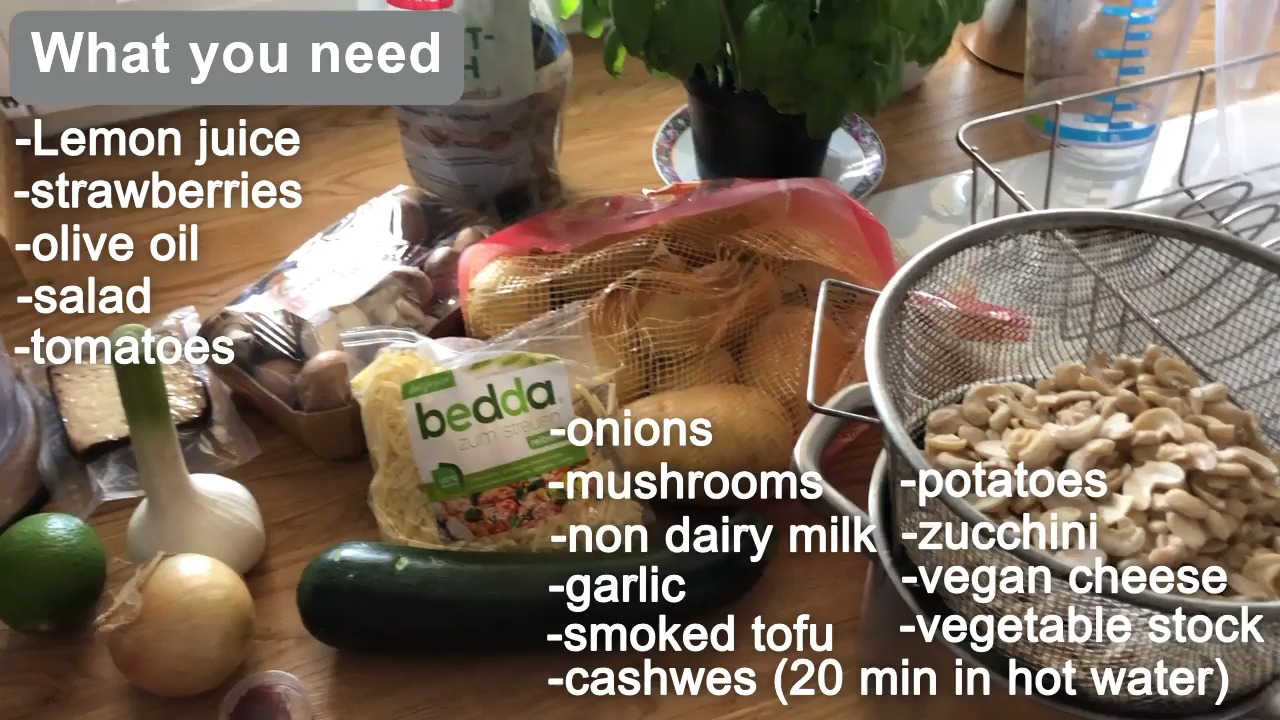 What you need
-Lemon juice
-strawberries
-olive oil
-salad
-tomatoes
bedda
zum streuen
-onions
-mushrooms
-non dairy milk
-garlic
-smoked tofu
-cashwes (20 min in hot water)
-potatoes
-zucchini
-vegan cheese
-vegetable stock